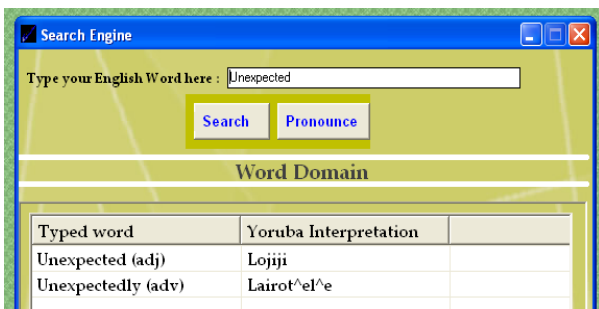 Search Engine
Type your English Word here : Unexpected
Search Pronounce
Word Domain
Typed word Yoruba Interpretation
Unexpected (adj) Lojiji
Unexpectedly (adv) Lairot^el^e